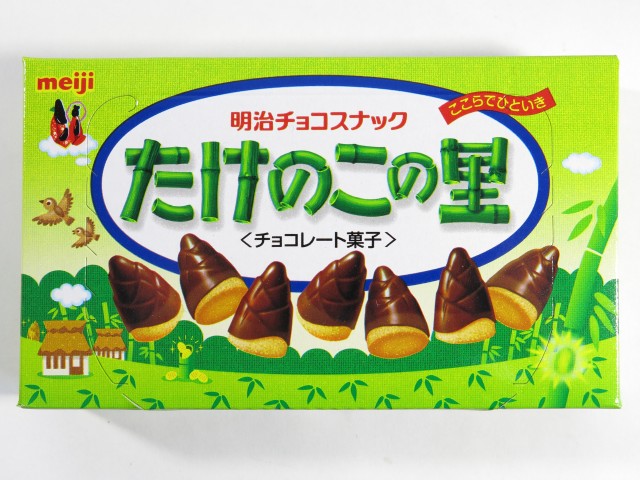 meiji
ここらでひといき
明治チョコスナック
たけのこの里
〈チョコレート菓子〉